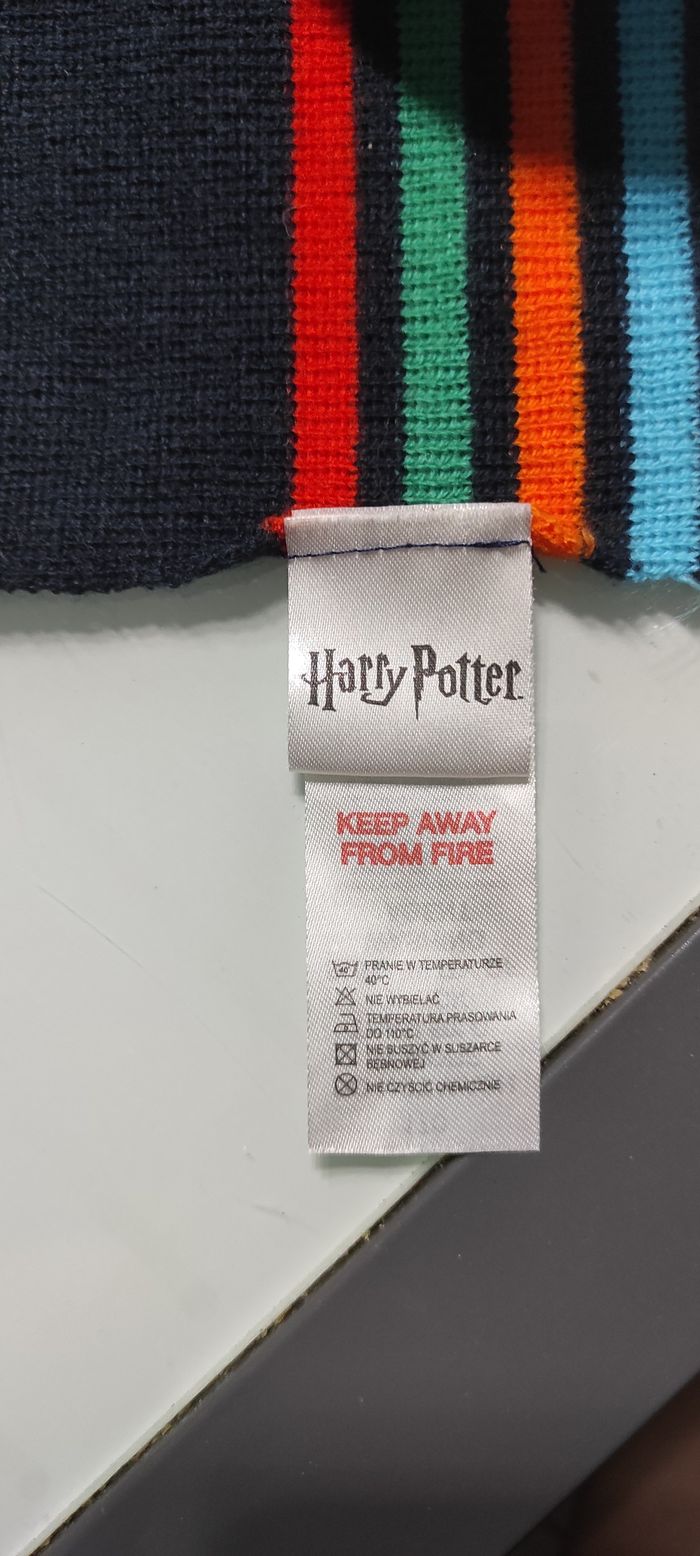 Harry Potter
KEEP AWAY
FROM FIRE
40°
PRANIE W TEMPERATURZE
40°C
NIE WYBIELAĆ
TEMPERATURA PRASOWANIA
DO 110°C
NIE SUSZYĆ W SUSZARCE
BĘBNOWEJ
NIE CZYŚCIĆ CHEMICZNIE